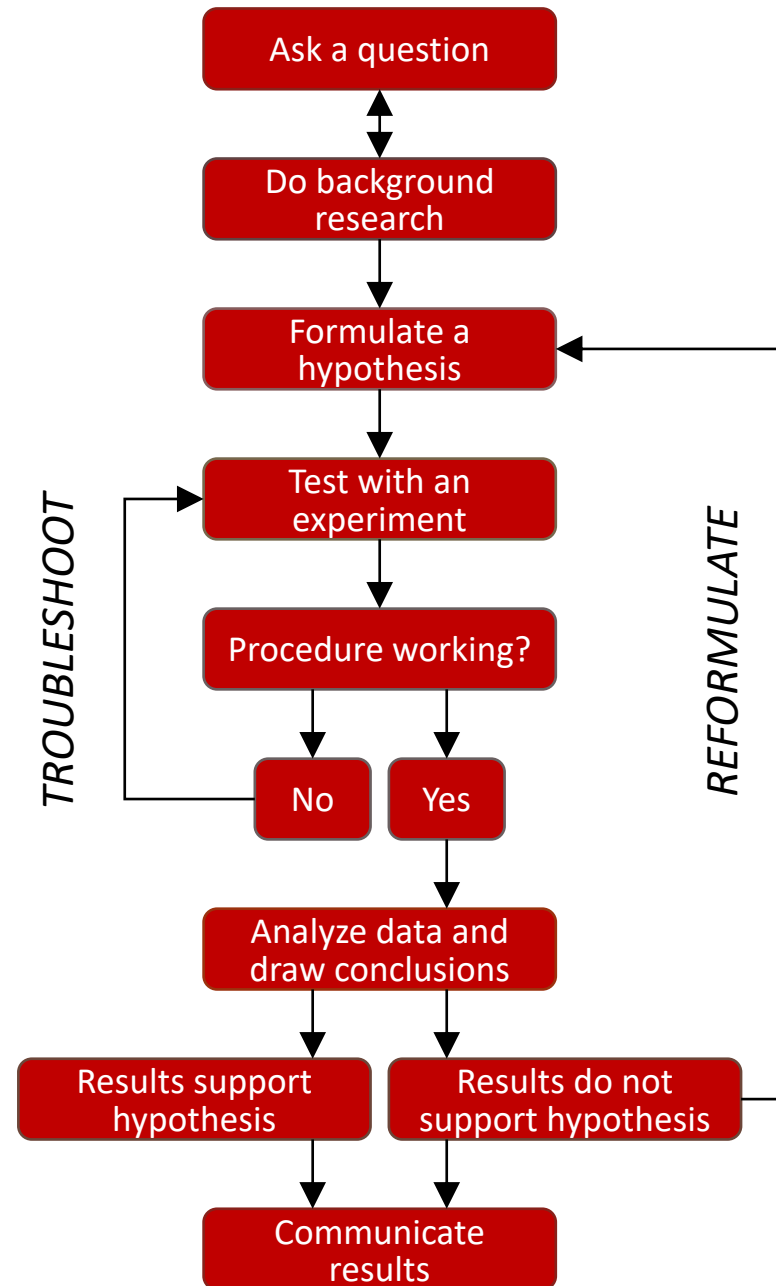 Ask a question
Do background
research
Formulate a
hypothesis
Test with an
experiment
TROUBLESHOOT
REFORMULATE
Procedure working?
No
Yes
Analyze data and
draw conclusions
Results support
hypothesis
Results do not
support hypothesis
Communicate
results